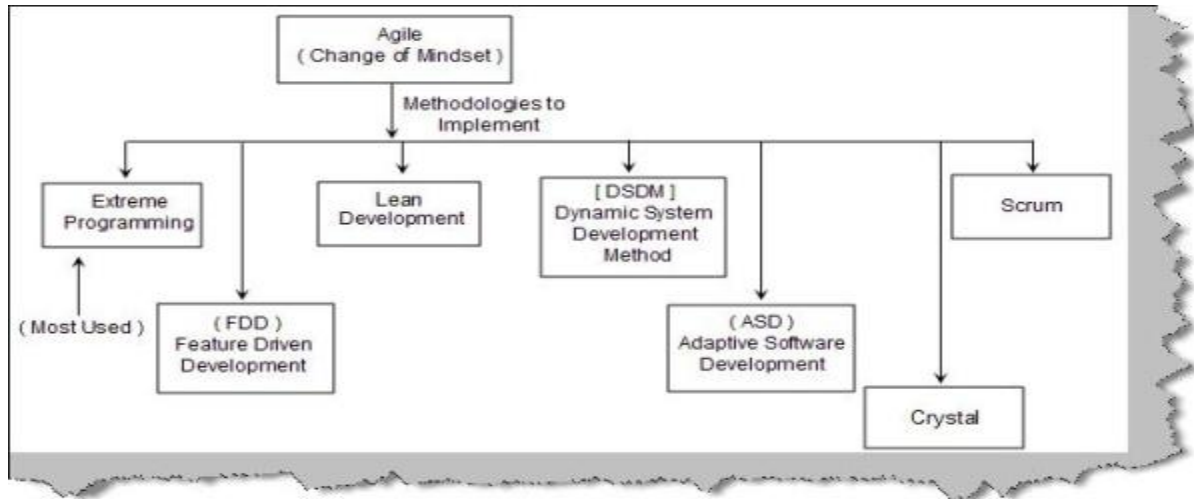 Agile
( Change of Mindset )
Methodologies to
Implement
Extreme
Programming
Lean
Development
[ DSDM ]
Dynamic System
Development
Method
Scrum
( Most Used )
( FDD )
Feature Driven
Development
( ASD )
Adaptive Software
Development
Crystal